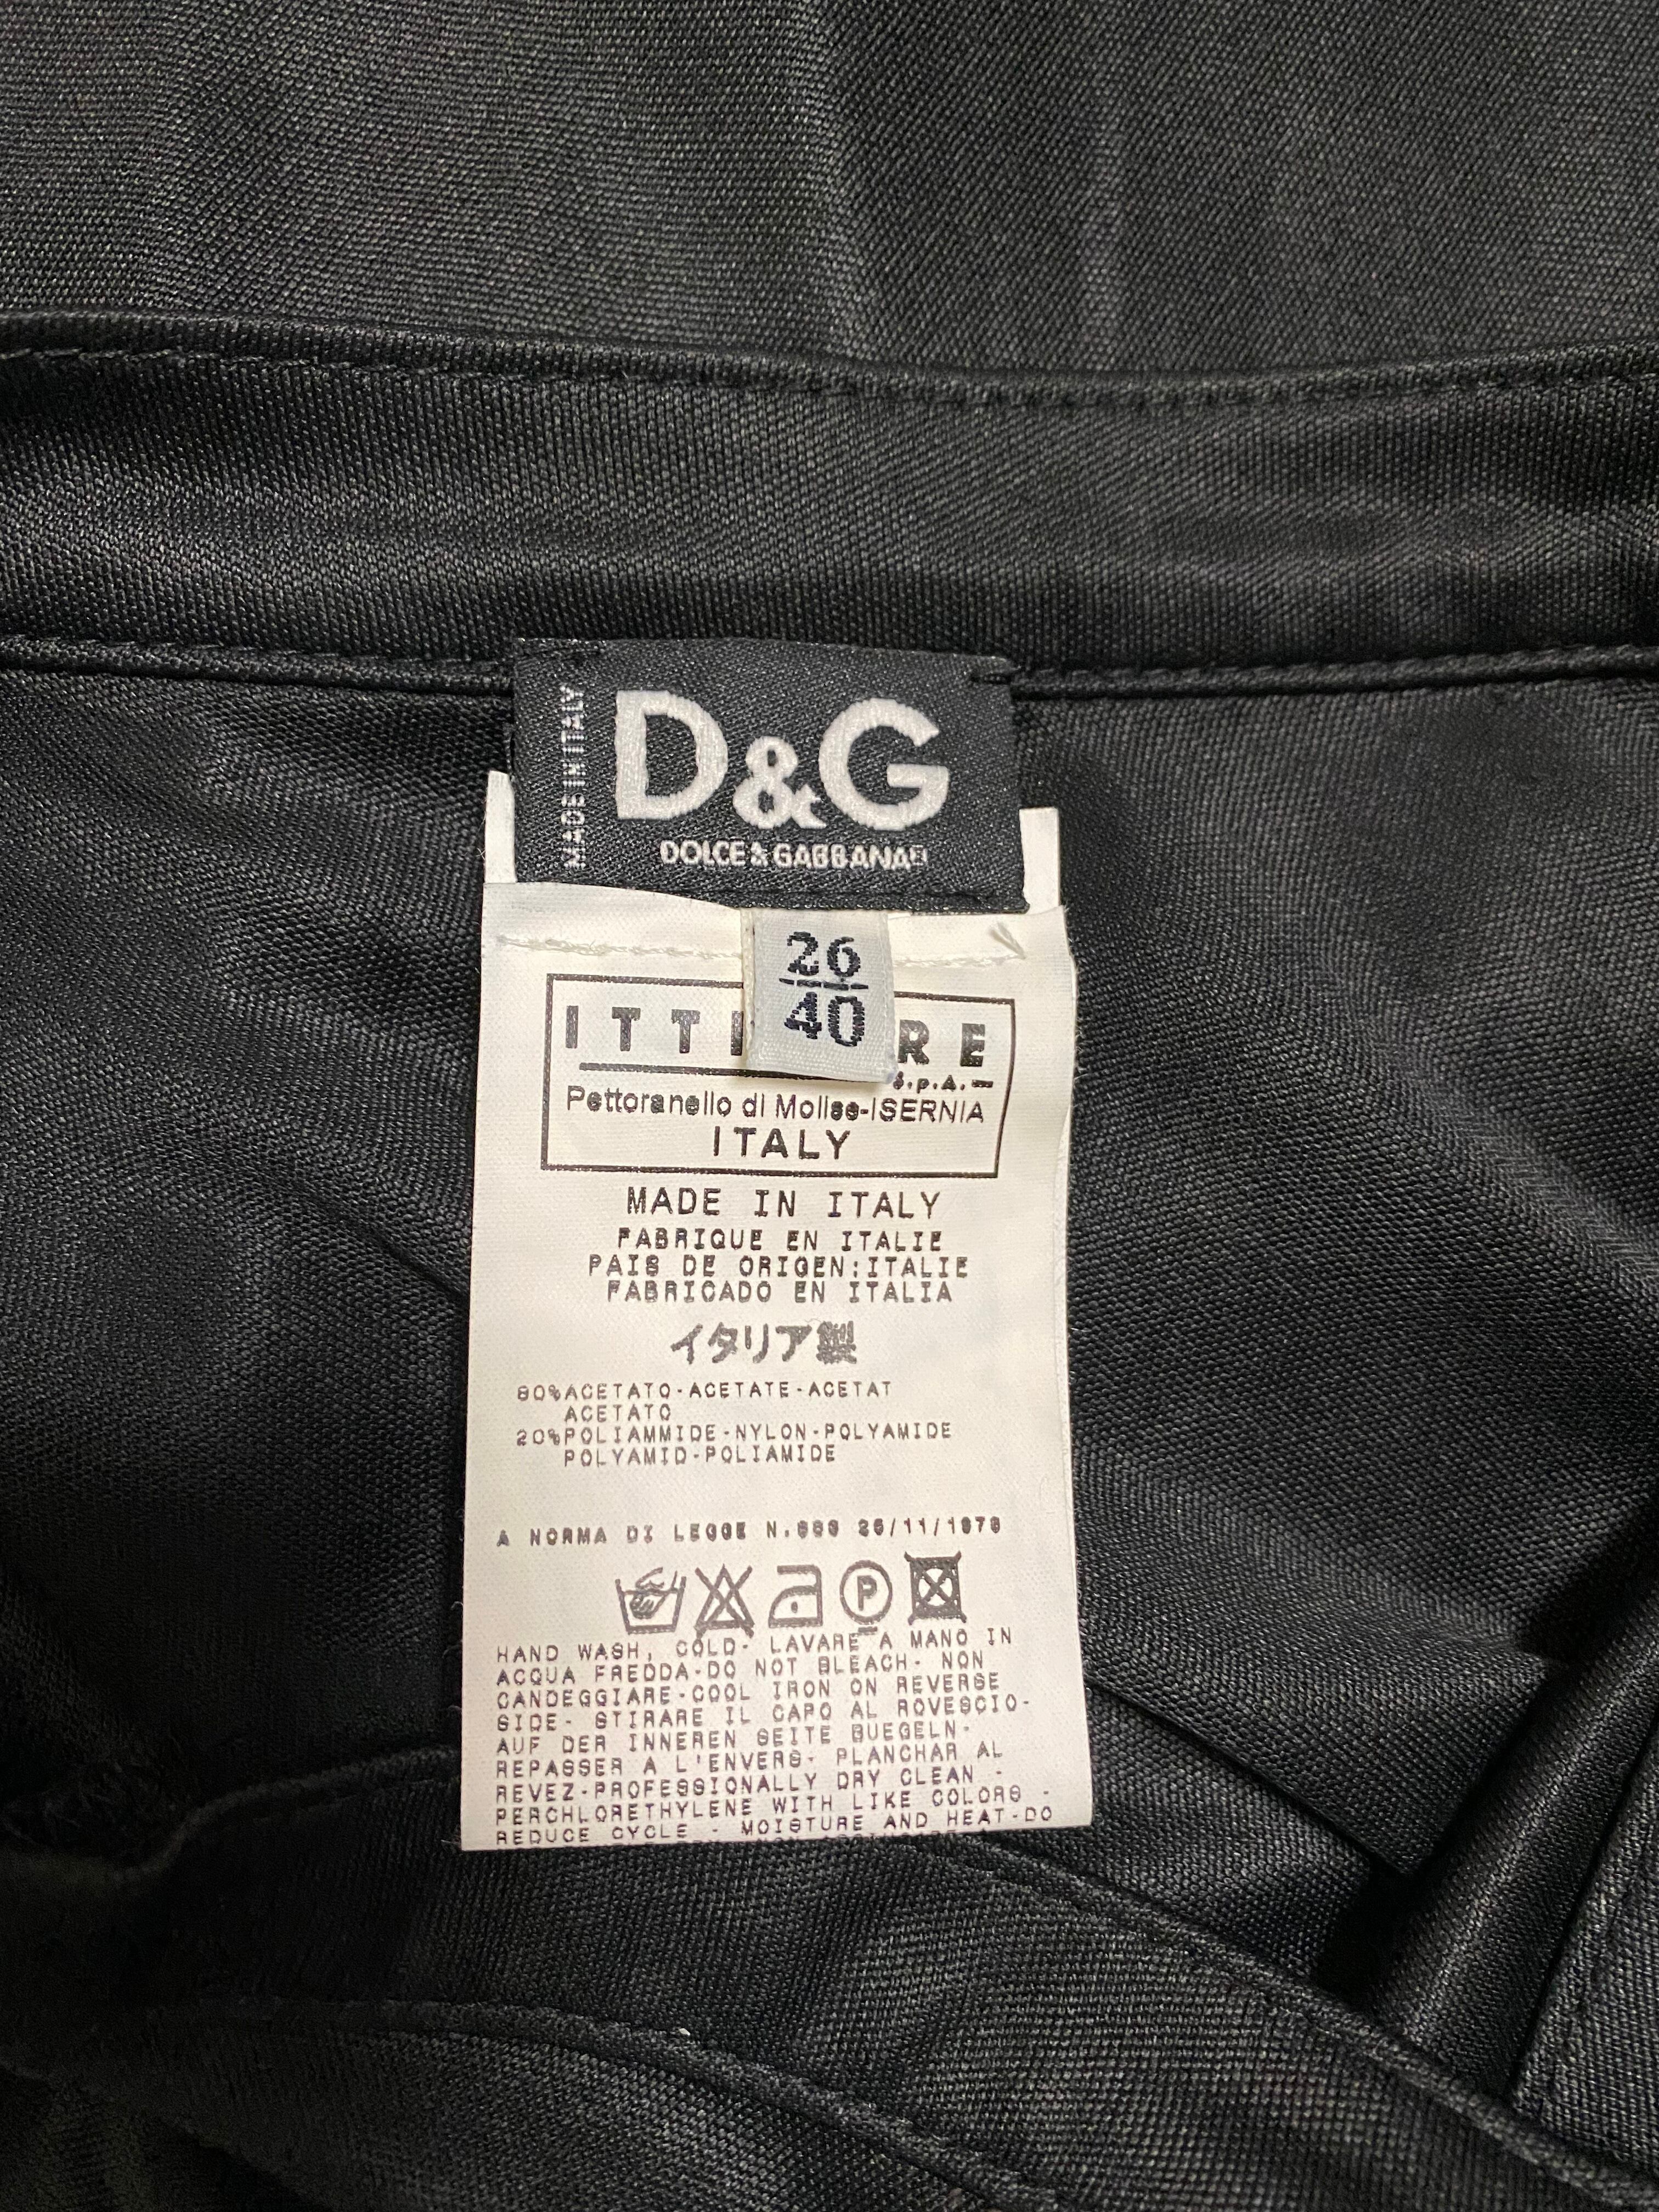 MADE IN ITALY
D&G
DOLCE & GABBANA
26
40
S.p.A.
Pettoranello di Molise-ISERNIA
ITALY
MADE IN ITALY
FABRIQUE EN ITALIE
PAIS DE ORIGEN:ITALIE
FABRICADO EN ITALIA
イタリア製
80%ACETATO-ACETATE-ACETAT
ACETATO
20%POLIAMMIDE-NYLON-POLYAMIDE
POLYAMID-POLIAMIDE
A NORMA DI LEGGE N.883 26/11/1973
P
HAND WASH, COLD- LAVARE A MANO IN
ACQUA FREDDA-DO NOT BLEACH- NON
CANDEGGIARE-COOL IRON ON REVERSE
SIDE- STIRARE IL CAPO AL ROVESCIO-
AUF DER INNEREN SEITE BUEGELN-
REPASSER A L'ENVERS- PLANCHAR AL
REVEZ-PROFESSIONALLY DRY CLEAN -
PERCHLORETHYLENE WITH LIKE COLORS -
REDUCE CYCLE - MOISTURE AND HEAT-DO